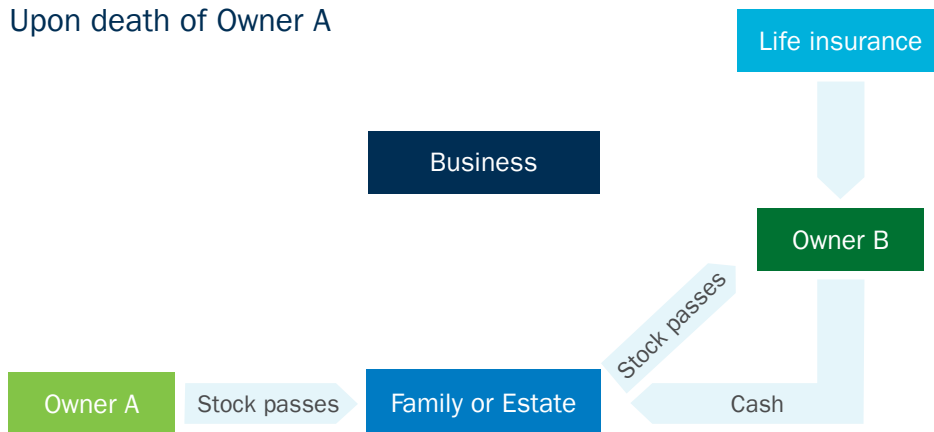 Upon death of Owner A
Life insurance
Business
Owner B
Stock passes
Owner A
Stock passes
Family or Estate
Cash